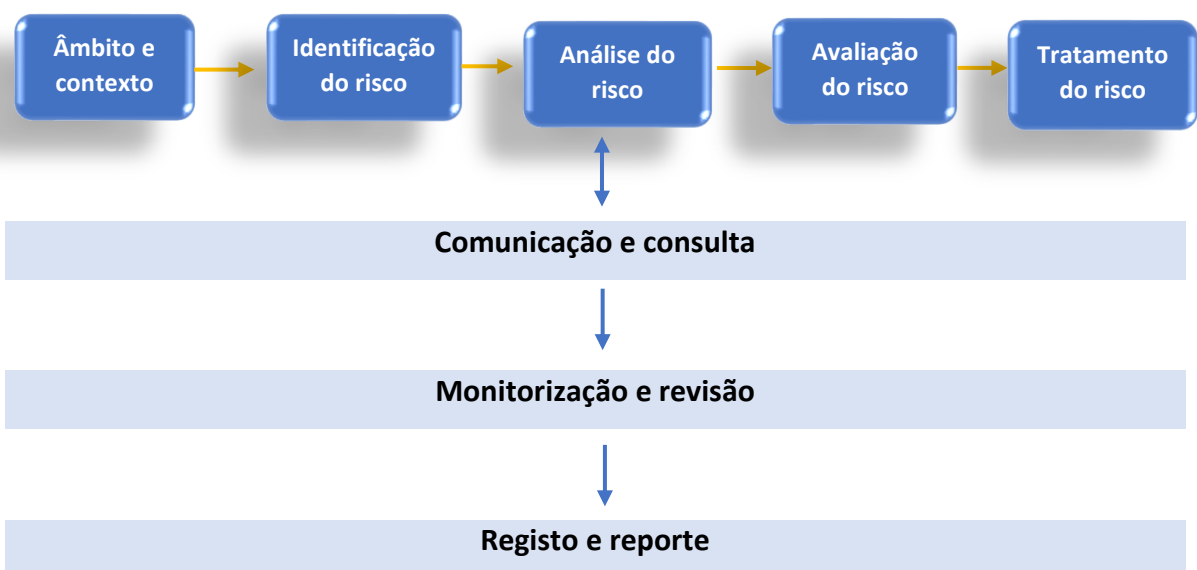 Âmbito e
contexto
Identificação
do risco
Análise do
risco
Avaliação
do risco
Tratamento
do risco
Comunicação e consulta
Monitorização e revisão
Registo e reporte